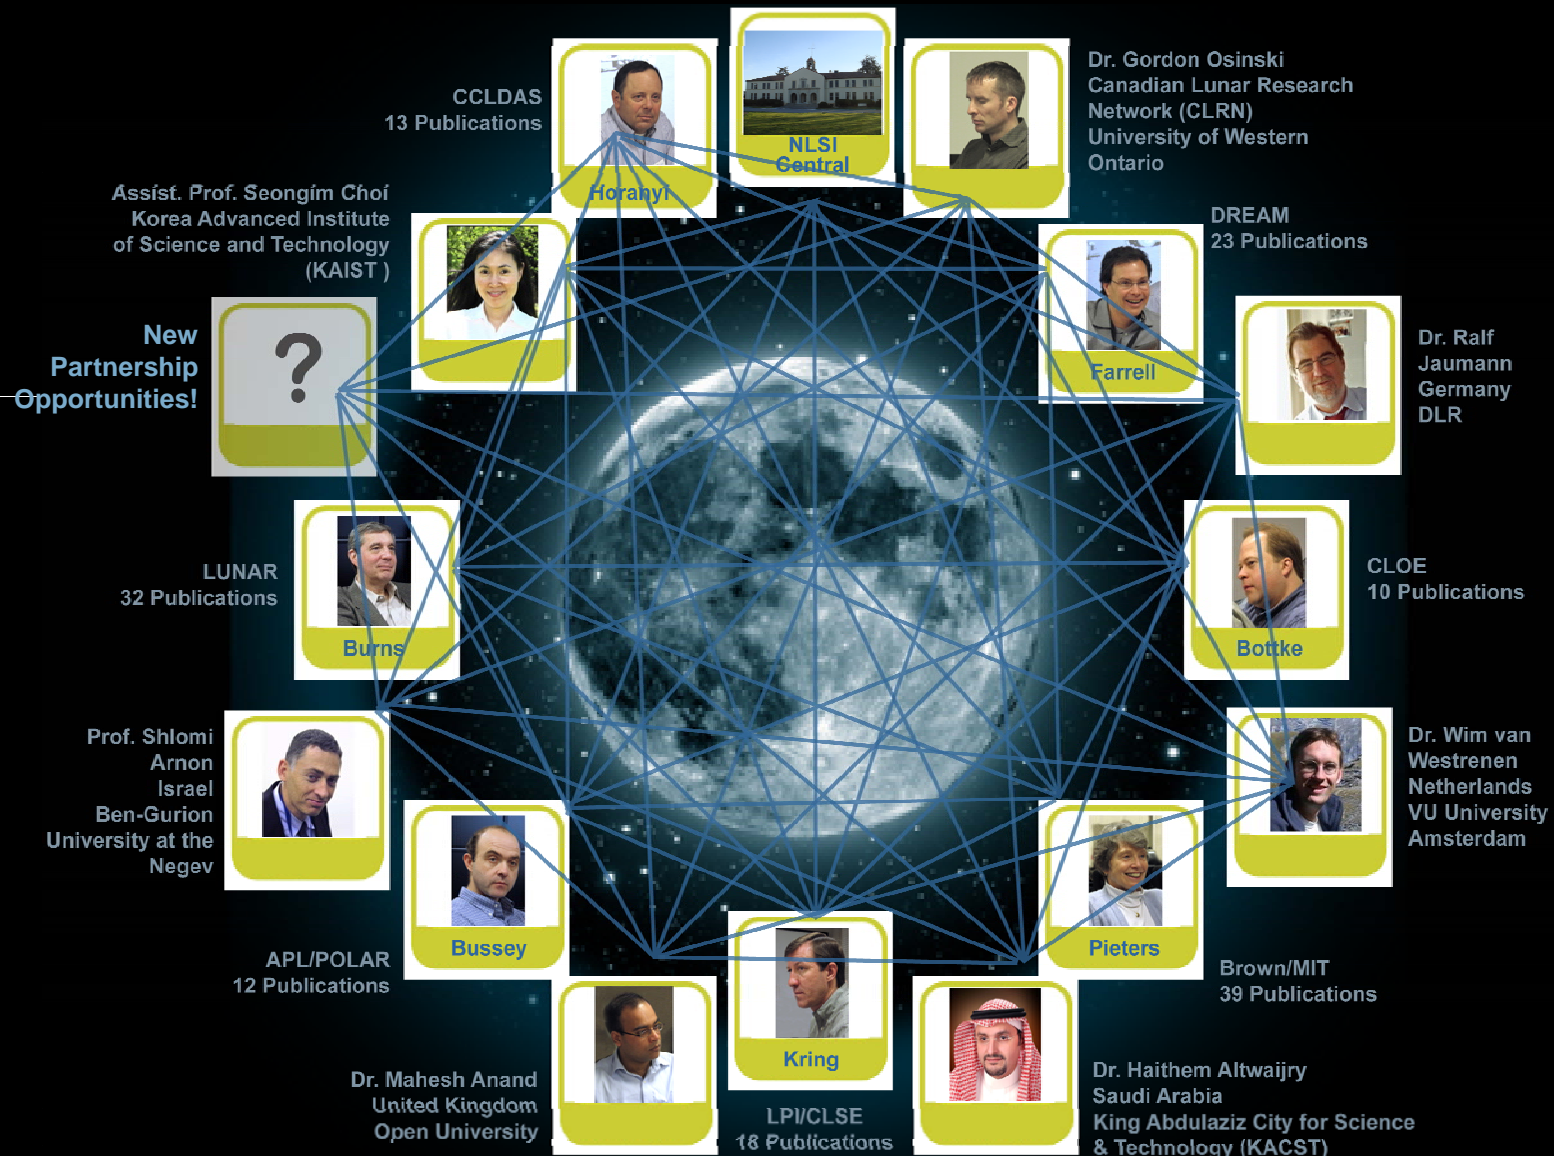 NLSI
Central
Horanyi
CCLDAS
13 Publications
Dr. Gordon Osinski
Canadian Lunar Research
Network (CLRN)
University of Western
Ontario
Assist. Prof. Seongim Choi
Korea Advanced Institute
of Science and Technology
(KAIST )
DREAM
23 Publications
Farrell
New
Partnership
Opportunities!
?
Dr. Ralf
Jaumann
Germany
DLR
LUNAR
32 Publications
Burns
CLOE
10 Publications
Bottke
Prof. Shlomi
Arnon
Israel
Ben-Gurion
University at the
Negev
Dr. Wim van
Westrenen
Netherlands
VU University
Amsterdam
APL/POLAR
12 Publications
Bussey
Pieters
Brown/MIT
39 Publications
Dr. Mahesh Anand
United Kingdom
Open University
Kring
LPI/CLSE
18 Publications
Dr. Haithem Altwaijry
Saudi Arabia
King Abdulaziz City for Science
& Technology (KACST)